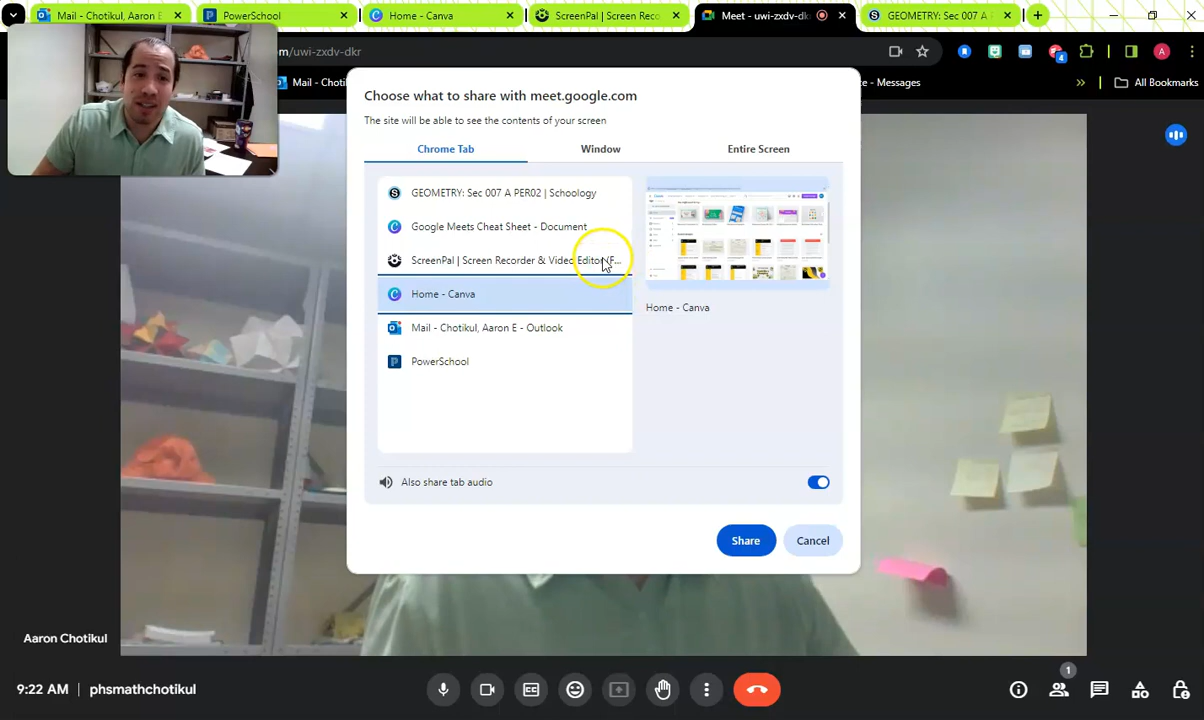 Mail - Chotikul, Aaron E
PowerSchool
Home - Canva
ScreenPal | Screen Reco
Meet - uwi-zxdv-dkr
GEOMETRY: Sec 007 A
com/uwi-zxdv-dkr
4
A
Mail - Choti
e - Messages
All Bookmarks
Choose what to share with meet.google.com
The site will be able to see the contents of your screen
Chrome Tab
Window
Entire Screen
GEOMETRY: Sec 007 A PER02 | Schoology
Google Meets Cheat Sheet - Document
ScreenPal | Screen Recorder & Video Editor (F...
Home - Canva
Home - Canva
Mail - Chotikul, Aaron E - Outlook
PowerSchool
Also share tab audio
Share
Cancel
Aaron Chotikul
1
9:22 AM | phsmathchotikul